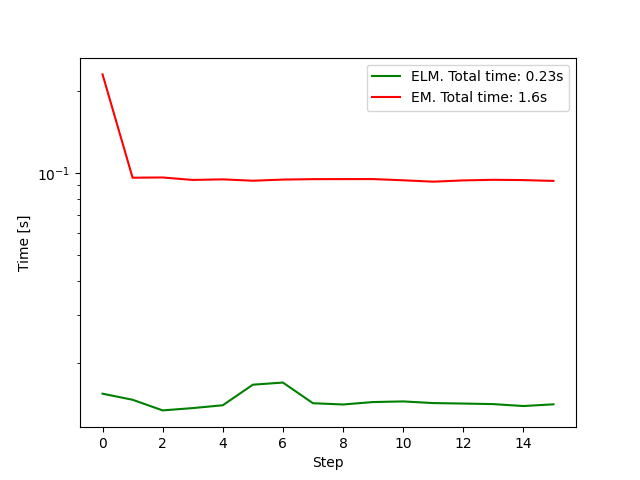 ELM. Total time: 0.23s
EM. Total time: 1.6s
10⁻¹
Time [s]
0 2 4 6 8 10 12 14
Step